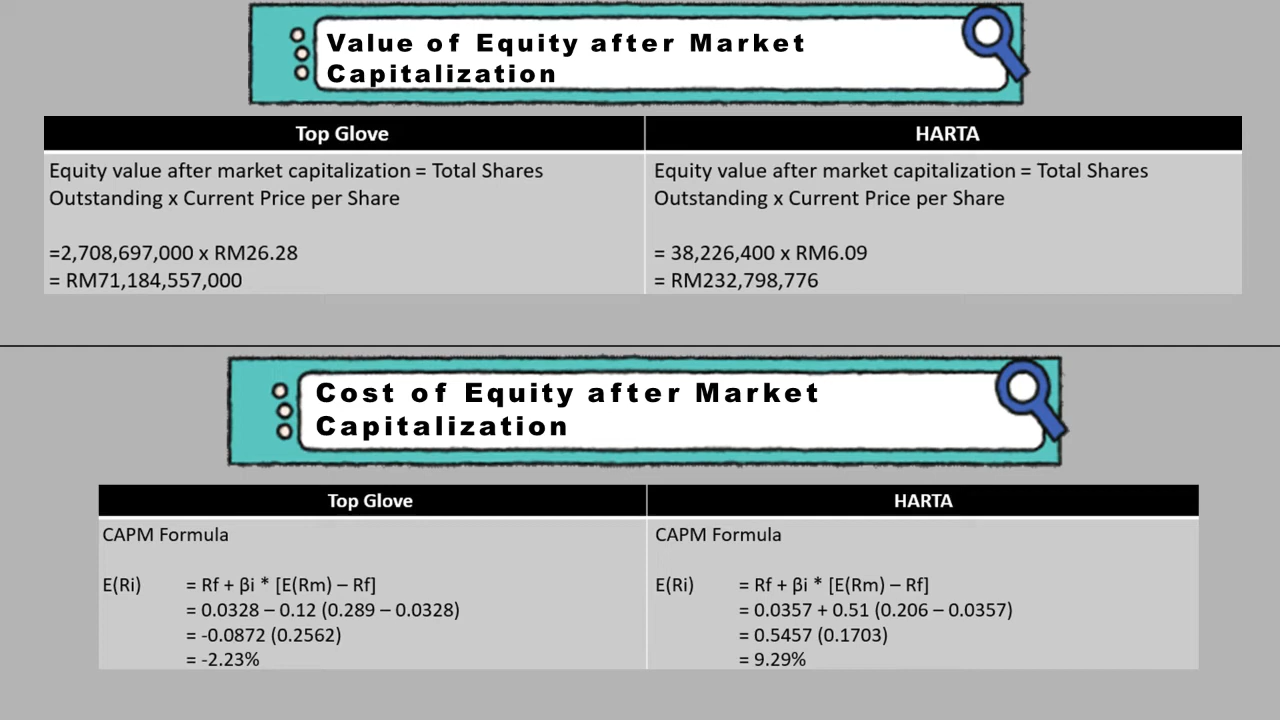 Value of Equity after Market
Capitalization
Top Glove
HARTA
Equity value after market capitalization = Total Shares
Outstanding x Current Price per Share
=2,708,697,000 x RM26.28
= RM71,184,557,000
Equity value after market capitalization = Total Shares
Outstanding x Current Price per Share
= 38,226,400 x RM6.09
= RM232,798,776
Cost of Equity after Market
Capitalization
Top Glove
HARTA
CAPM Formula
E(Ri) = Rf + βi * [E(Rm) – Rf]
= 0.0328 – 0.12 (0.289 – 0.0328)
= -0.0872 (0.2562)
= -2.23%
CAPM Formula
E(Ri) = Rf + βi * [E(Rm) – Rf]
= 0.0357 + 0.51 (0.206 – 0.0357)
= 0.5457 (0.1703)
= 9.29%